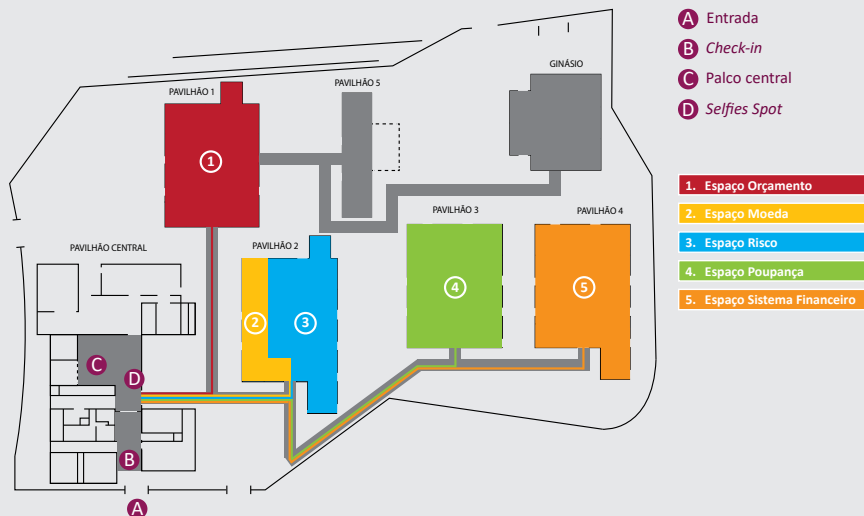 A Entrada
B Check-in
C Palco central
D Selfies Spot
1. Espaço Orçamento
2. Espaço Moeda
3. Espaço Risco
4. Espaço Poupança
5. Espaço Sistema Financeiro
PAVILHÃO 1
PAVILHÃO 5
GINÁSIO
1
PAVILHÃO CENTRAL
PAVILHÃO 2
PAVILHÃO 3
PAVILHÃO 4
2
3
4
5
C
D
B
A